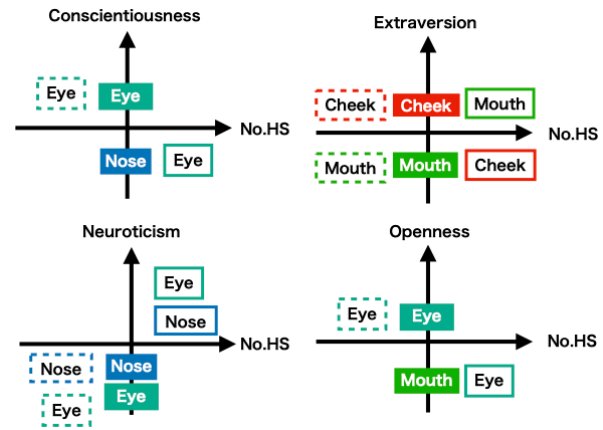 Conscientiousness
Eye Eye
No.HS
Nose Eye
Extraversion
Cheek Cheek Mouth
No.HS
Mouth Mouth Cheek
Neuroticism
Eye
Nose
No.HS
Nose Nose
Eye Eye
Openness
Eye Eye
No.HS
Mouth Eye